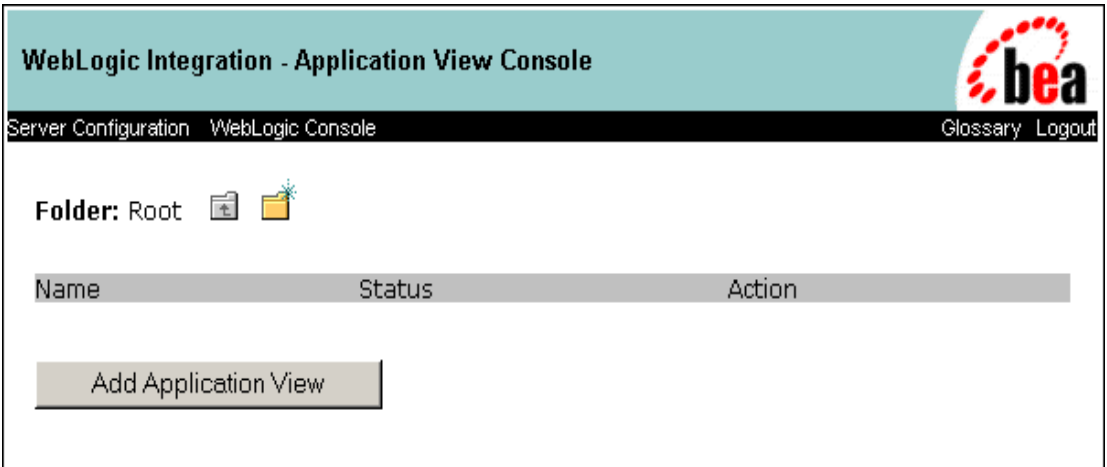 WebLogic Integration - Application View Console
bea
Server Configuration WebLogic Console Glossary Logout
Folder: Root
Name Status Action
Add Application View